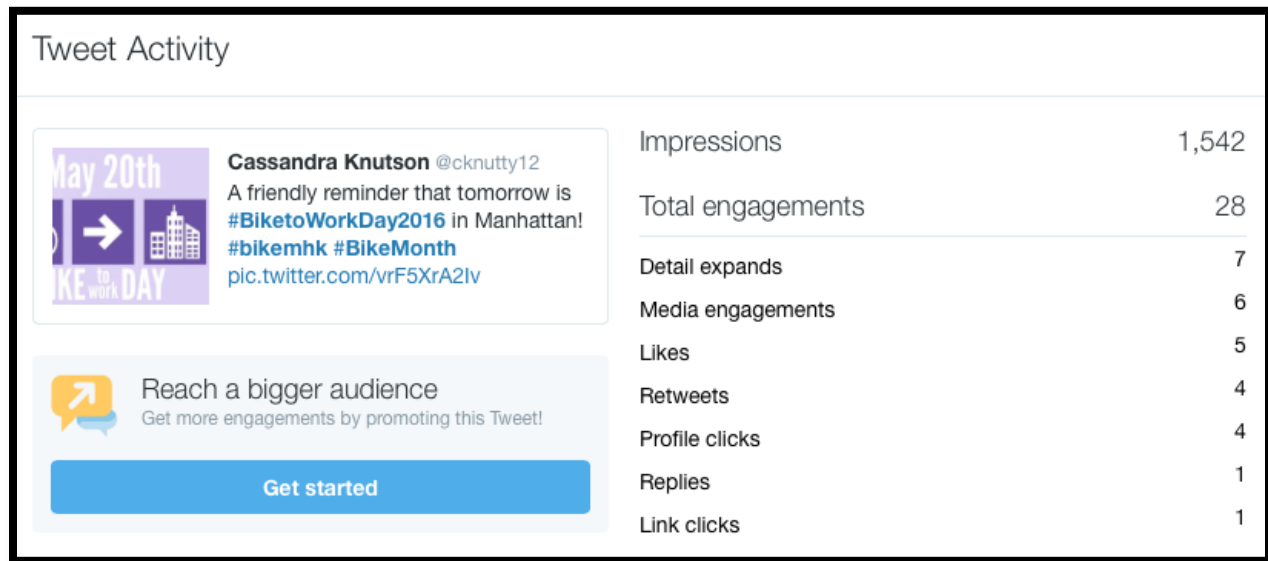 Tweet Activity
May 20th
BIKE to work DAY
Cassandra Knutson @cknutty12
A friendly reminder that tomorrow is
#BiketoWorkDay2016 in Manhattan!
#bikemhk #BikeMonth
pic.twitter.com/vrF5XrA2Iv
Reach a bigger audience
Get more engagements by promoting this Tweet!
Get started
Impressions 1,542
Total engagements 28
Detail expands 7
Media engagements 6
Likes 5
Retweets 4
Profile clicks 4
Replies 1
Link clicks 1